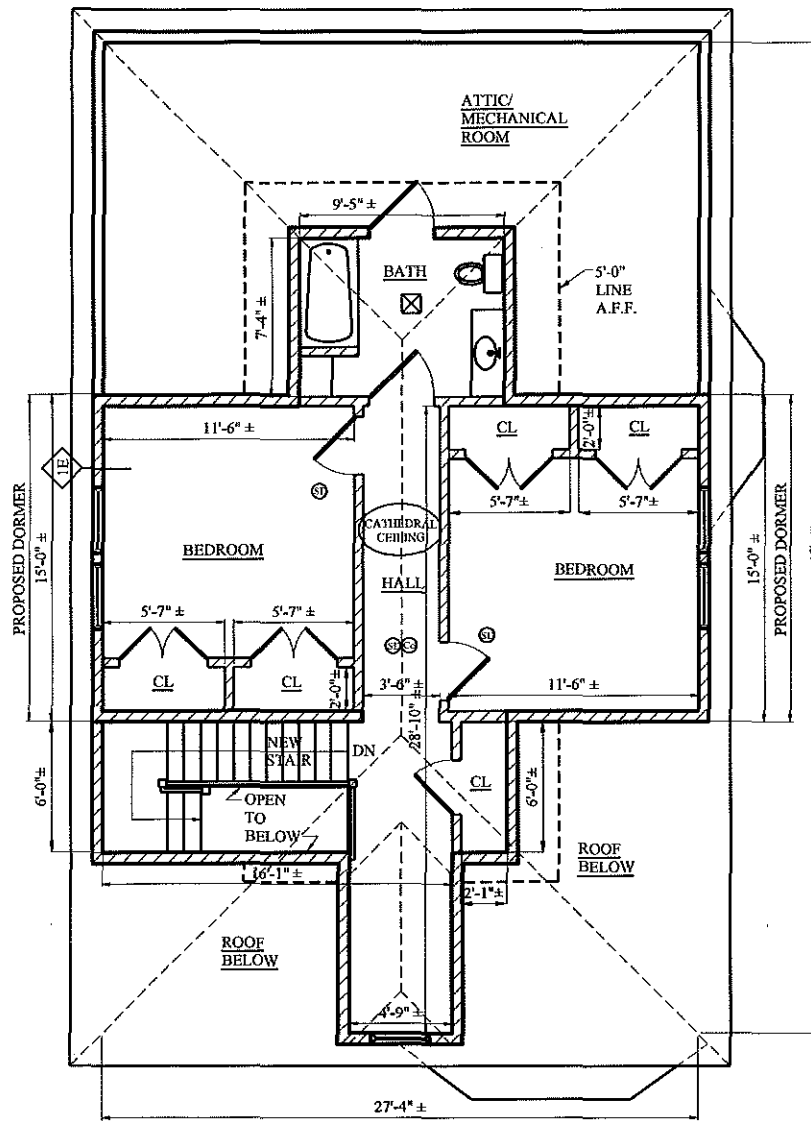 ATTIC/
MECHANICAL
ROOM
9'-5" ±
BATH
5'-0"
LINE
A.F.F.
7'-4" ±
11'-6" ±
CL
CL
2'-0" ±
1E
SD
5'-7" ±
5'-7" ±
CATHEDRAL
CEILING
PROPOSED DORMER
15'-0" ±
BEDROOM
HALL
BEDROOM
15'-0" ±
PROPOSED DORMER
5'-7" ±
5'-7" ±
SD
SD
Co
CL
CL
2'-0" ±
3'-6" ±
11'-6" ±
28'-10" ±
NEW
STAIR
DN
CL
6'-0" ±
OPEN
TO
BELOW
6'-0" ±
ROOF
BELOW
16'-1" ±
2'-1" ±
ROOF
BELOW
4'-9" ±
27'-4" ±